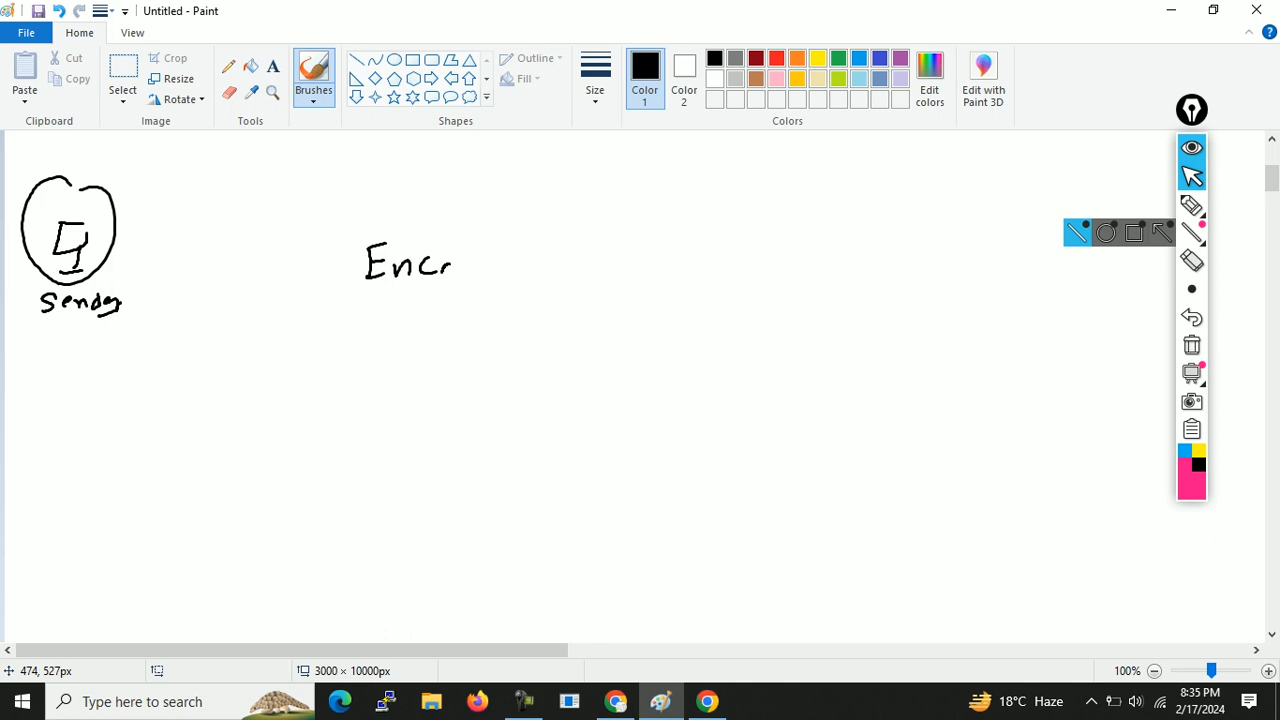 Untitled - Paint
File Home View
Paste
Cut
Copy
Clipboard
Select
Crop
Resize
Rotate
Image
Tools
Brushes
Shapes
Outline
Fill
Size
Color 1
Color 2
Edit colors
Colors
Edit with Paint 3D
A
Encr
Sender
474, 527px
3000 × 10000px
100%
Type here to search
18°C Haze
8:35 PM
2/17/2024